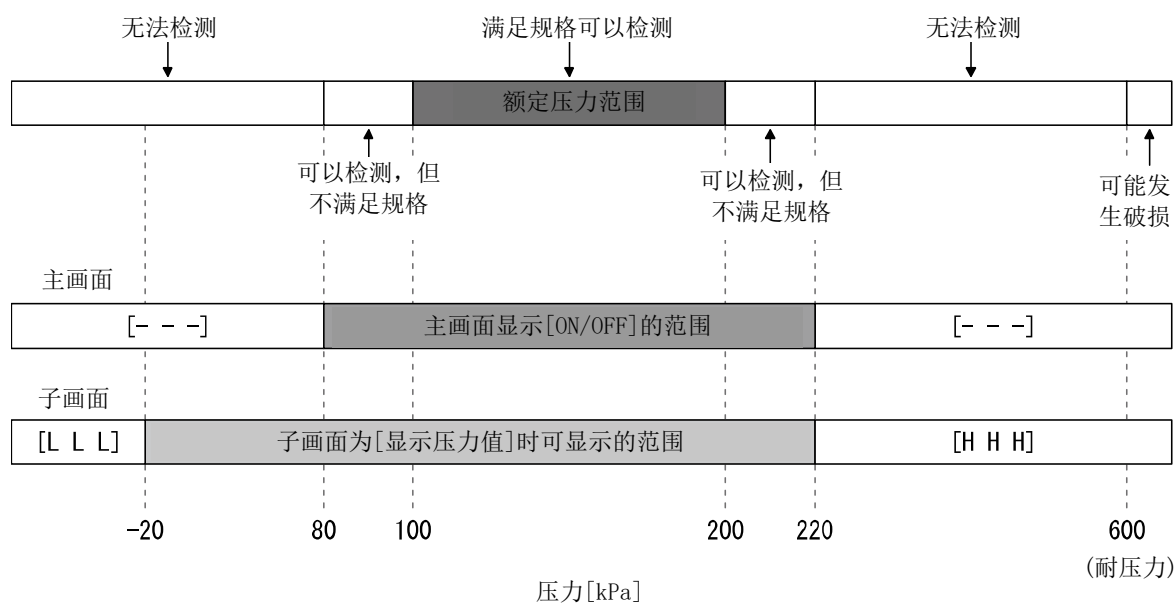 无法检测
满足规格可以检测
无法检测
额定压力范围
可以检测，但
不满足规格
可以检测，但
不满足规格
可能发
生破损
主画面
[- - -]
主画面显示[ON/OFF]的范围
[- - -]
子画面
[L L L]
子画面为[显示压力值]时可显示的范围
[H H H]
-20
80
100
200
220
600
(耐压力)
压力[kPa]